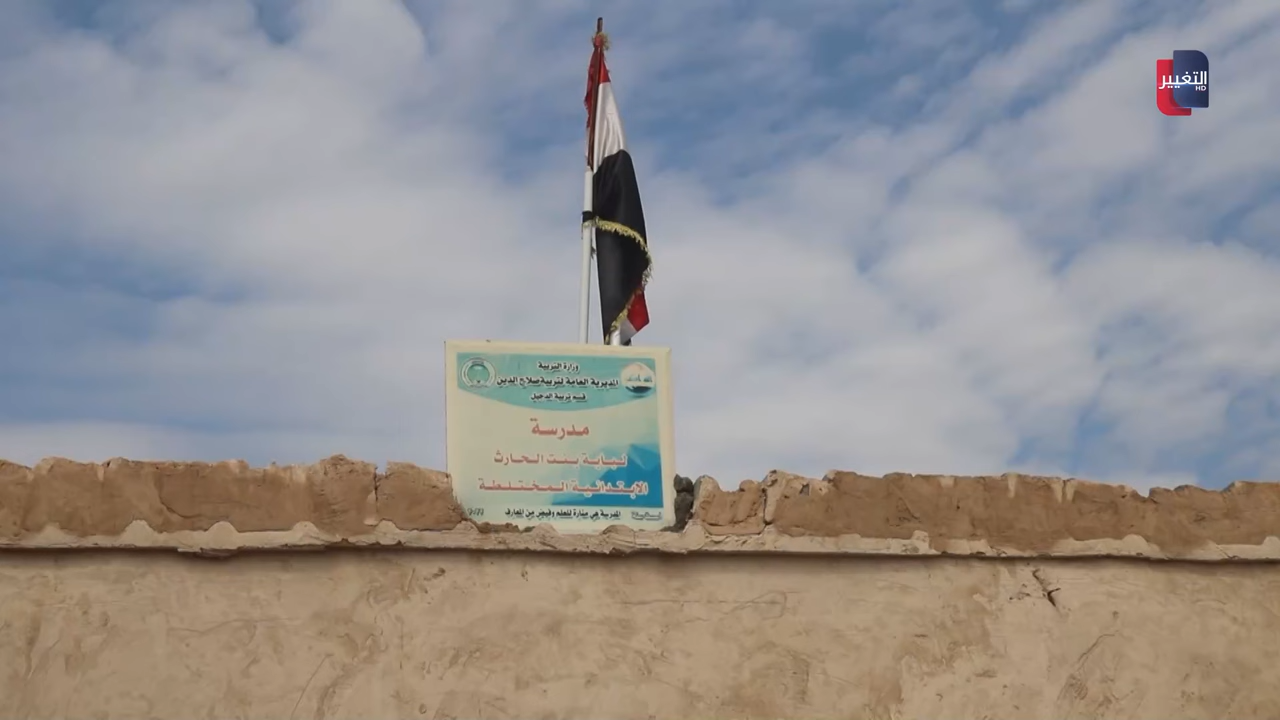 التغيير
HD
وزارة التربية
المديرية العامة لتربية صلاح الدين
قسم تربية الدجيل
مدرسة
لبابة بنت الحارث
الابتدائية المختلطة
المدرسة هي منارة للعلم وفيض من المعارف